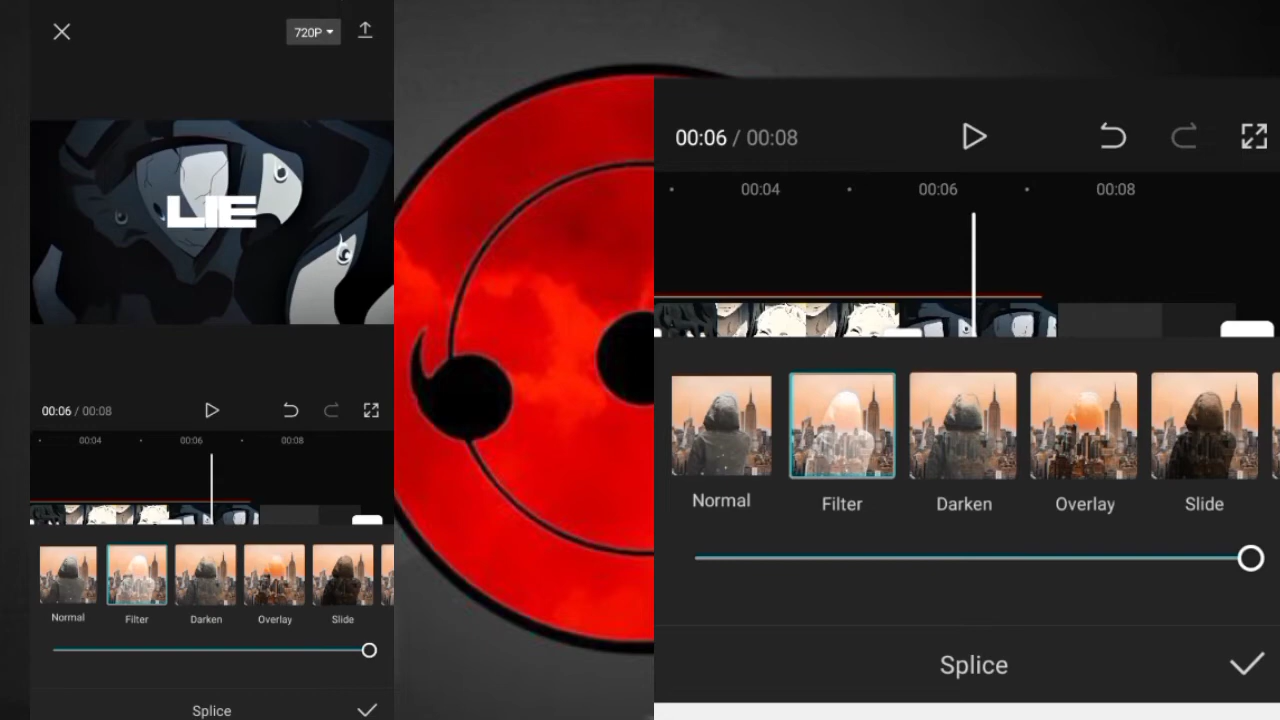 720P
LIE
00:06 / 00:08
00:04
00:06
00:08
Normal
Filter
Darken
Overlay
Slide
Splice
00:06 / 00:08
00:04
00:06
00:08
Normal
Filter
Darken
Overlay
Slide
Splice